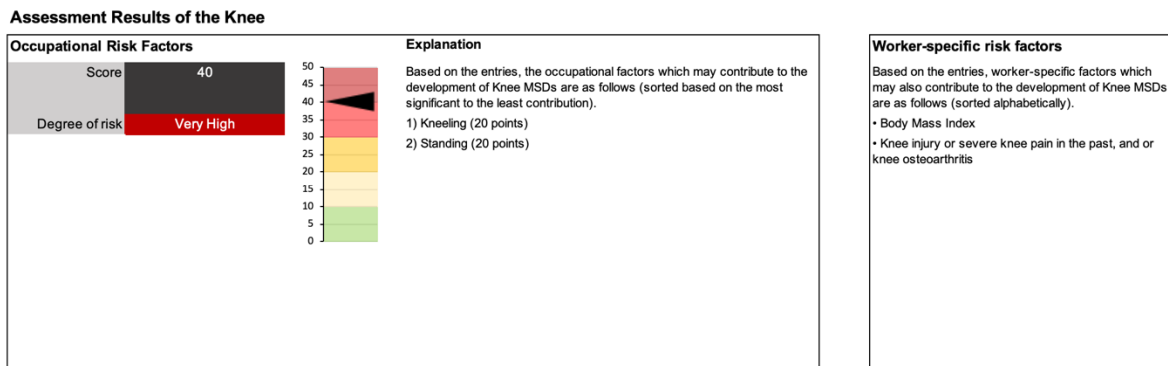 Assessment Results of the Knee
Occupational Risk Factors
Score 40
Degree of risk Very High
50
45
40
35
30
25
20
15
10
5
0
Explanation
Based on the entries, the occupational factors which may contribute to the
development of Knee MSDs are as follows (sorted based on the most
significant to the least contribution).
1) Kneeling (20 points)
2) Standing (20 points)
Worker-specific risk factors
Based on the entries, worker-specific factors which
may also contribute to the development of Knee MSDs
are as follows (sorted alphabetically).
• Body Mass Index
• Knee injury or severe knee pain in the past, and or
knee osteoarthritis